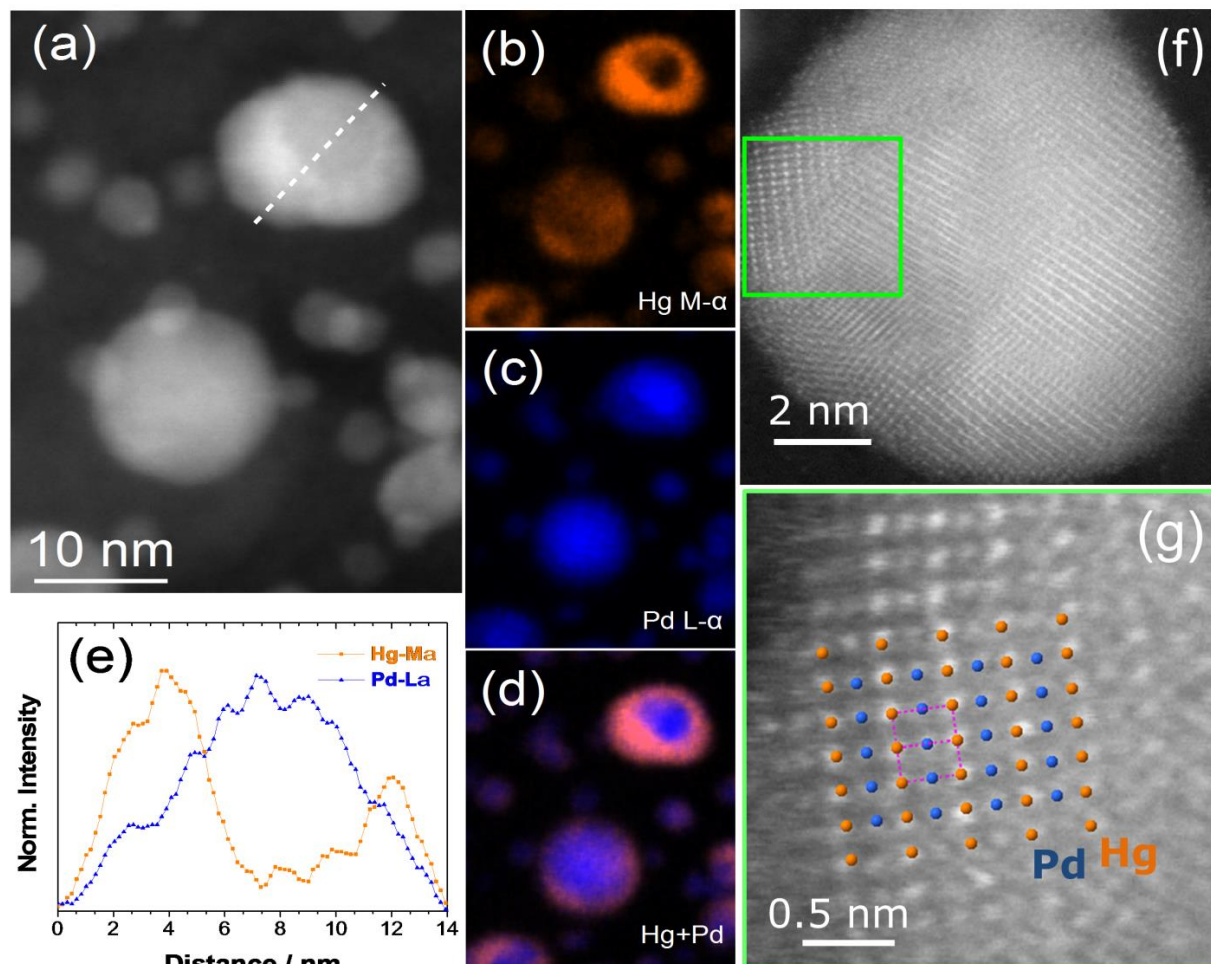 (a)
10 nm
(b)
Hg M-α
(c)
Pd L-α
(d)
Hg+Pd
(e)
Hg-Ma
Pd-La
Norm. Intensity
0 2 4 6 8 10 12 14
Distance / nm
(f)
2 nm
(g)
Pd Hg
0.5 nm